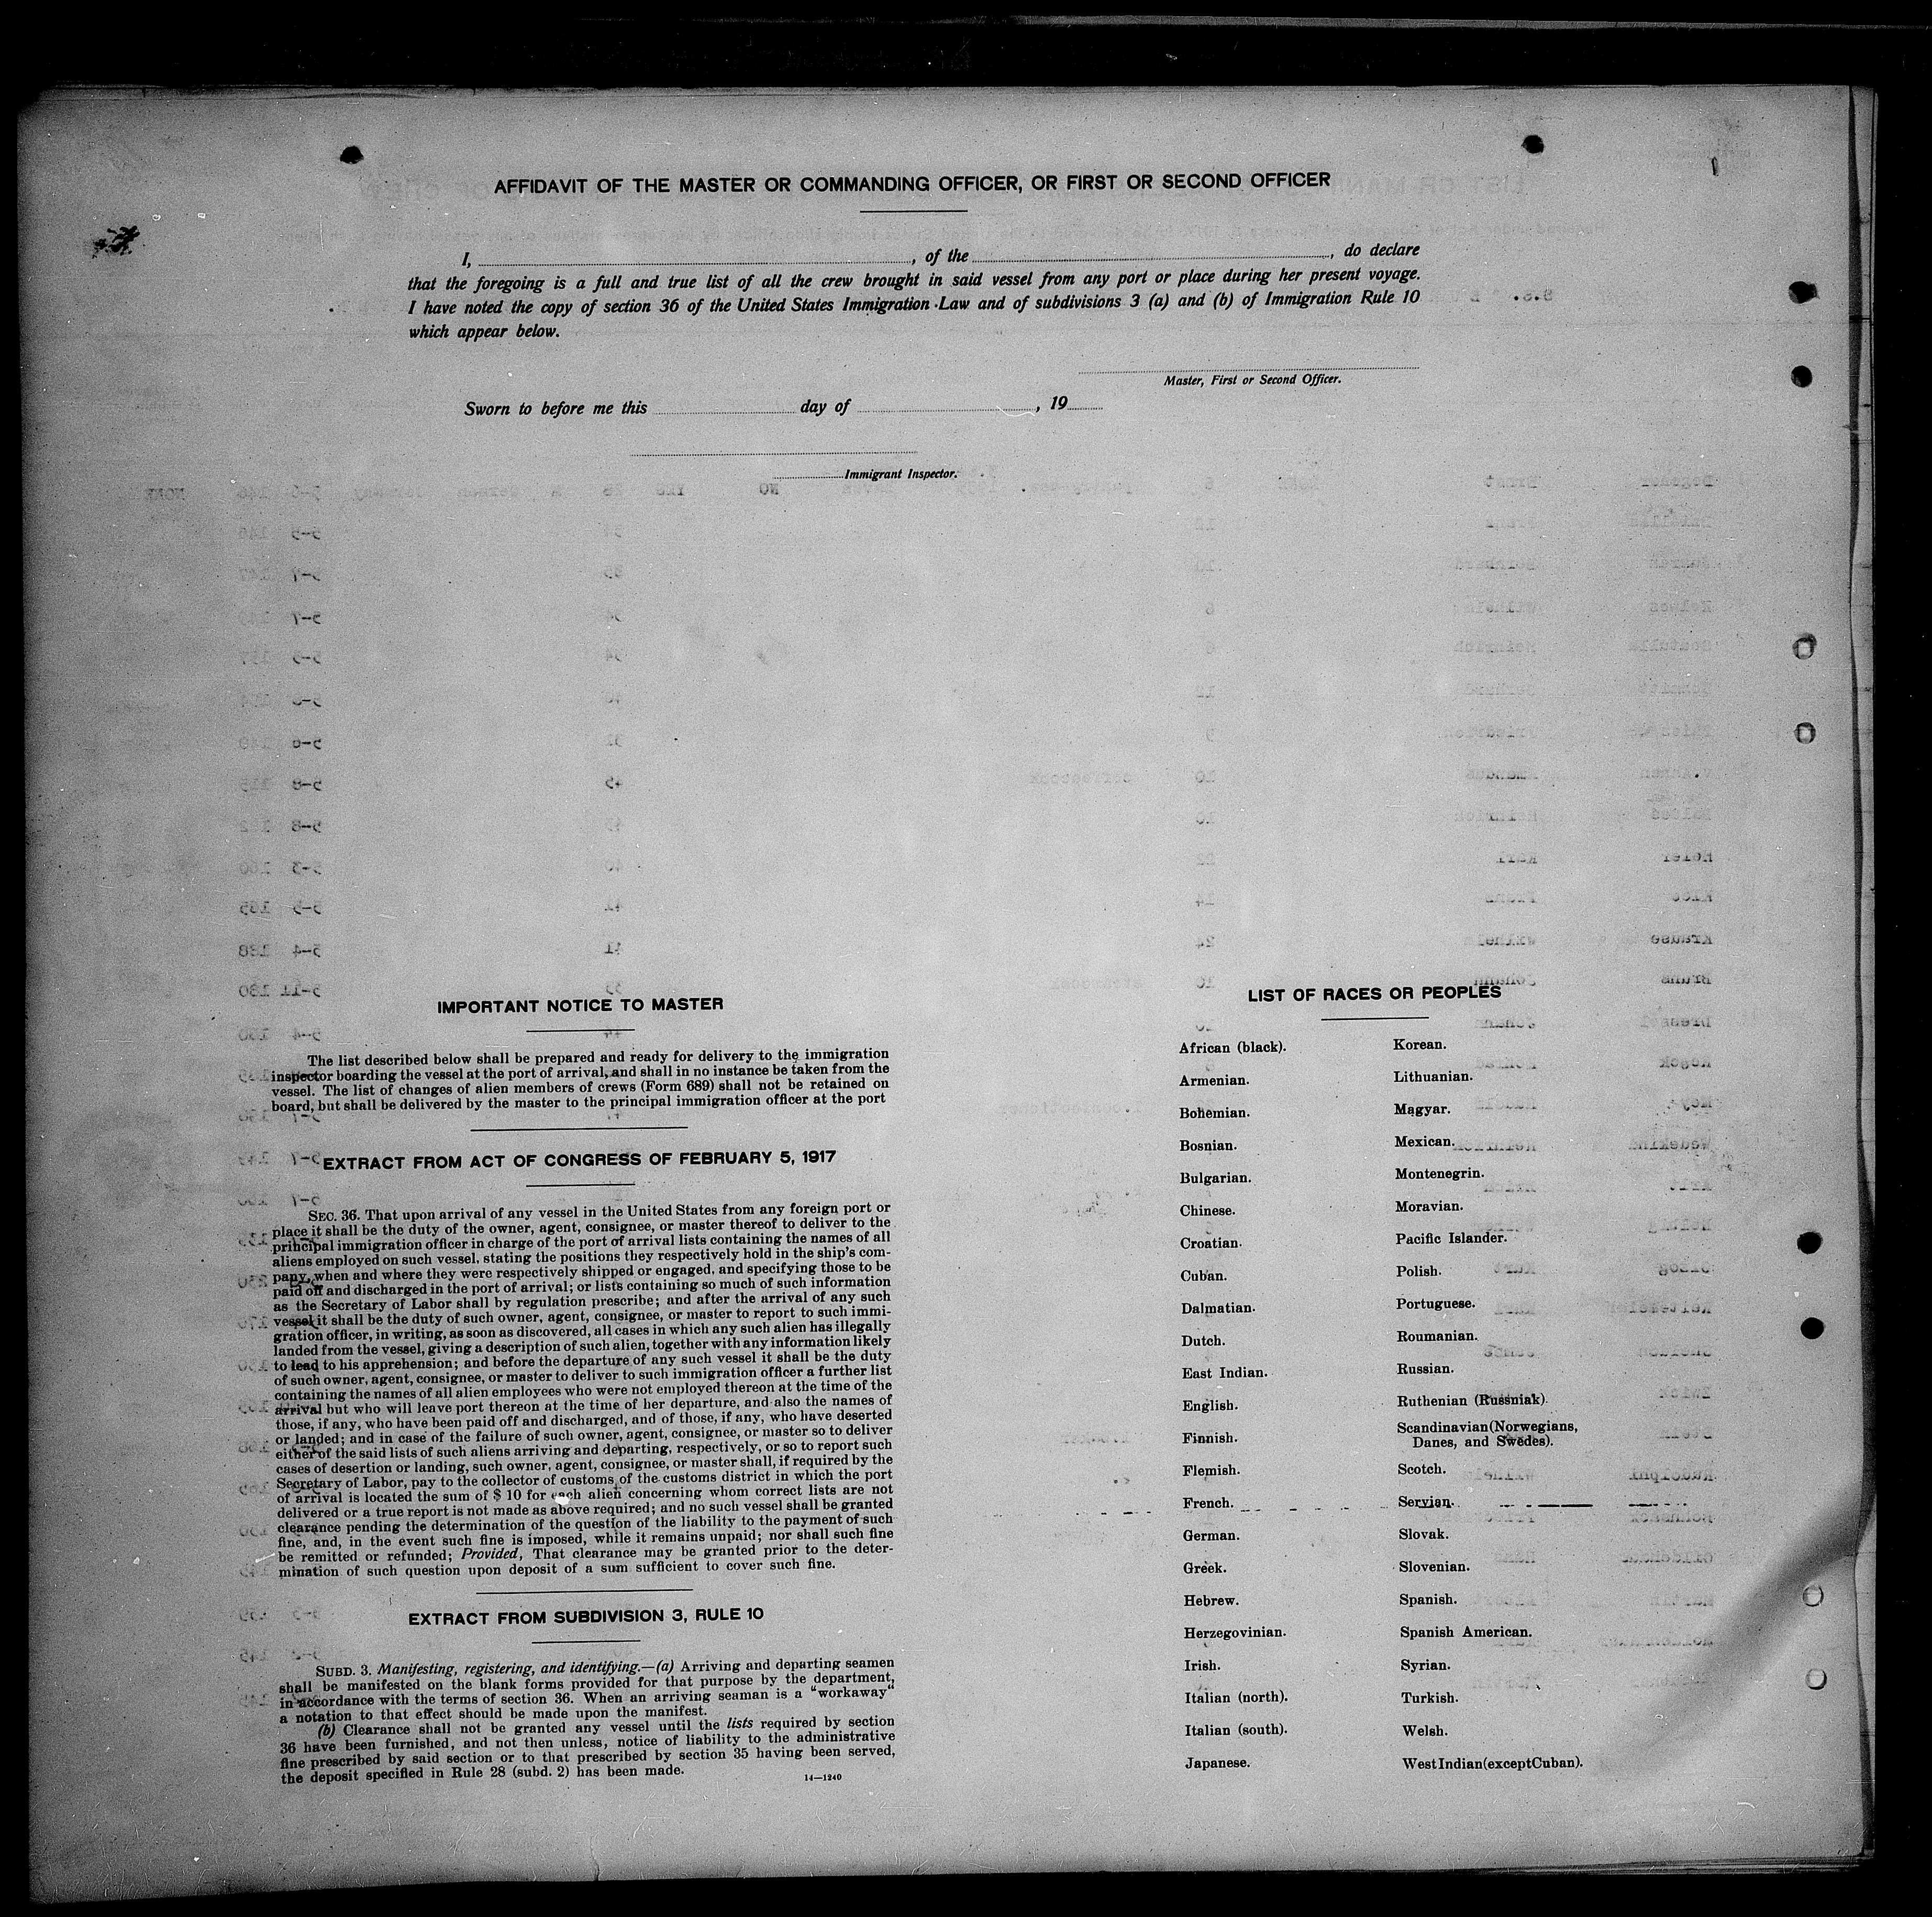 AFFIDAVIT OF THE MASTER OR COMMANDING OFFICER, OR FIRST OR SECOND OFFICER
I, , of the , do declare
that the foregoing is a full and true list of all the crew brought in said vessel from any port or place during her present voyage.
I have noted the copy of section 36 of the United States Immigration Law and of subdivisions 3 (a) and (b) of Immigration Rule 10
which appear below.
Master, First or Second Officer.
Sworn to before me this day of , 19
Immigrant Inspector.
IMPORTANT NOTICE TO MASTER
The list described below shall be prepared and ready for delivery to the immigration
inspector boarding the vessel at the port of arrival, and shall in no instance be taken from the
vessel. The list of changes of alien members of crews (Form 689) shall not be retained on
board, but shall be delivered by the master to the principal immigration officer at the port
EXTRACT FROM ACT OF CONGRESS OF FEBRUARY 5, 1917
SEC. 36. That upon arrival of any vessel in the United States from any foreign port or
place it shall be the duty of the owner, agent, consignee, or master thereof to deliver to the
principal immigration officer in charge of the port of arrival lists containing the names of all
aliens employed on such vessel, stating the positions they respectively hold in the ship's com-
pany, when and where they were respectively shipped or engaged, and specifying those to be
paid off and discharged in the port of arrival; or lists containing so much of such information
as the Secretary of Labor shall by regulation prescribe; and after the arrival of any such
vessel it shall be the duty of such owner, agent, consignee, or master to report to such immi-
gration officer, in writing, as soon as discovered, all cases in which any such alien has illegally
landed from the vessel, giving a description of such alien, together with any information likely
to lead to his apprehension; and before the departure of any such vessel it shall be the duty
of such owner, agent, consignee, or master to deliver to such immigration officer a further list
containing the names of all alien employees who were not employed thereon at the time of the
arrival but who will leave port thereon at the time of her departure, and also the names of
those, if any, who have been paid off and discharged, and of those, if any, who have deserted
or landed; and in case of the failure of such owner, agent, consignee, or master so to deliver
either of the said lists of such aliens arriving and departing, respectively, or so to report such
cases of desertion or landing, such owner, agent, consignee, or master shall, if required by the
Secretary of Labor, pay to the collector of customs of the customs district in which the port
of arrival is located the sum of $ 10 for each alien concerning whom correct lists are not
delivered or a true report is not made as above required; and no such vessel shall be granted
clearance pending the determination of the question of the liability to the payment of such
fine, and, in the event such fine is imposed, while it remains unpaid; nor shall such fine
be remitted or refunded; Provided, That clearance may be granted prior to the deter-
mination of such question upon deposit of a sum sufficient to cover such fine.
EXTRACT FROM SUBDIVISION 3, RULE 10
SUBD. 3. Manifesting, registering, and identifying.—(a) Arriving and departing seamen
shall be manifested on the blank forms provided for that purpose by the department,
in accordance with the terms of section 36. When an arriving seaman is a "workaway"
a notation to that effect should be made upon the manifest.
(b) Clearance shall not be granted any vessel until the lists required by section
36 have been furnished, and not then unless, notice of liability to the administrative
fine prescribed by said section or to that prescribed by section 35 having been served,
the deposit specified in Rule 28 (subd. 2) has been made.
14—1240
LIST OF RACES OR PEOPLES
African (black).
Armenian.
Bohemian.
Bosnian.
Bulgarian.
Chinese.
Croatian.
Cuban.
Dalmatian.
Dutch.
East Indian.
English.
Finnish.
Flemish.
French.
German.
Greek.
Hebrew.
Herzegovinian.
Irish.
Italian (north).
Italian (south).
Japanese.
Korean.
Lithuanian.
Magyar.
Mexican.
Montenegrin.
Moravian.
Pacific Islander.
Polish.
Portuguese.
Roumanian.
Russian.
Ruthenian (Russniak).
Scandinavian (Norwegians,
Danes, and Swedes).
Scotch.
Servian.
Slovak.
Slovenian.
Spanish.
Spanish American.
Syrian.
Turkish.
Welsh.
West Indian (except Cuban).